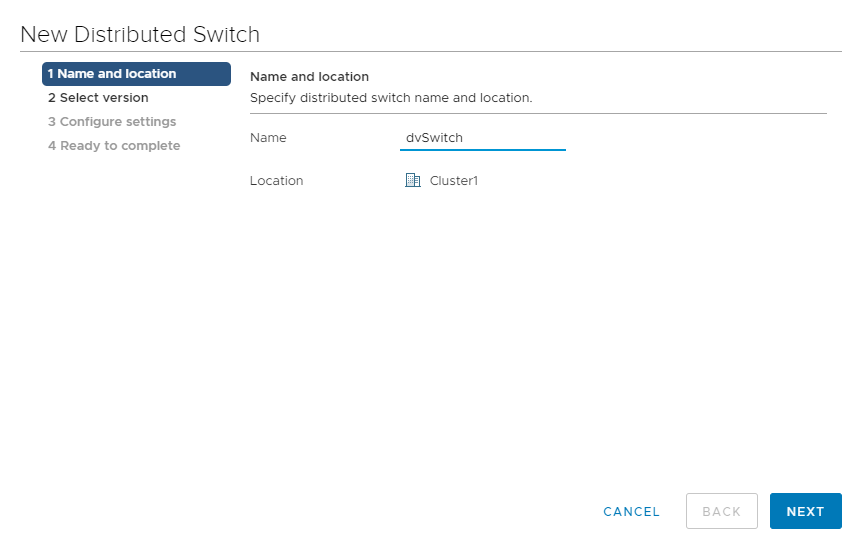 New Distributed Switch
1 Name and location
2 Select version
3 Configure settings
4 Ready to complete
Name and location
Specify distributed switch name and location.
Name dvSwitch
Location Cluster1
CANCEL BACK NEXT